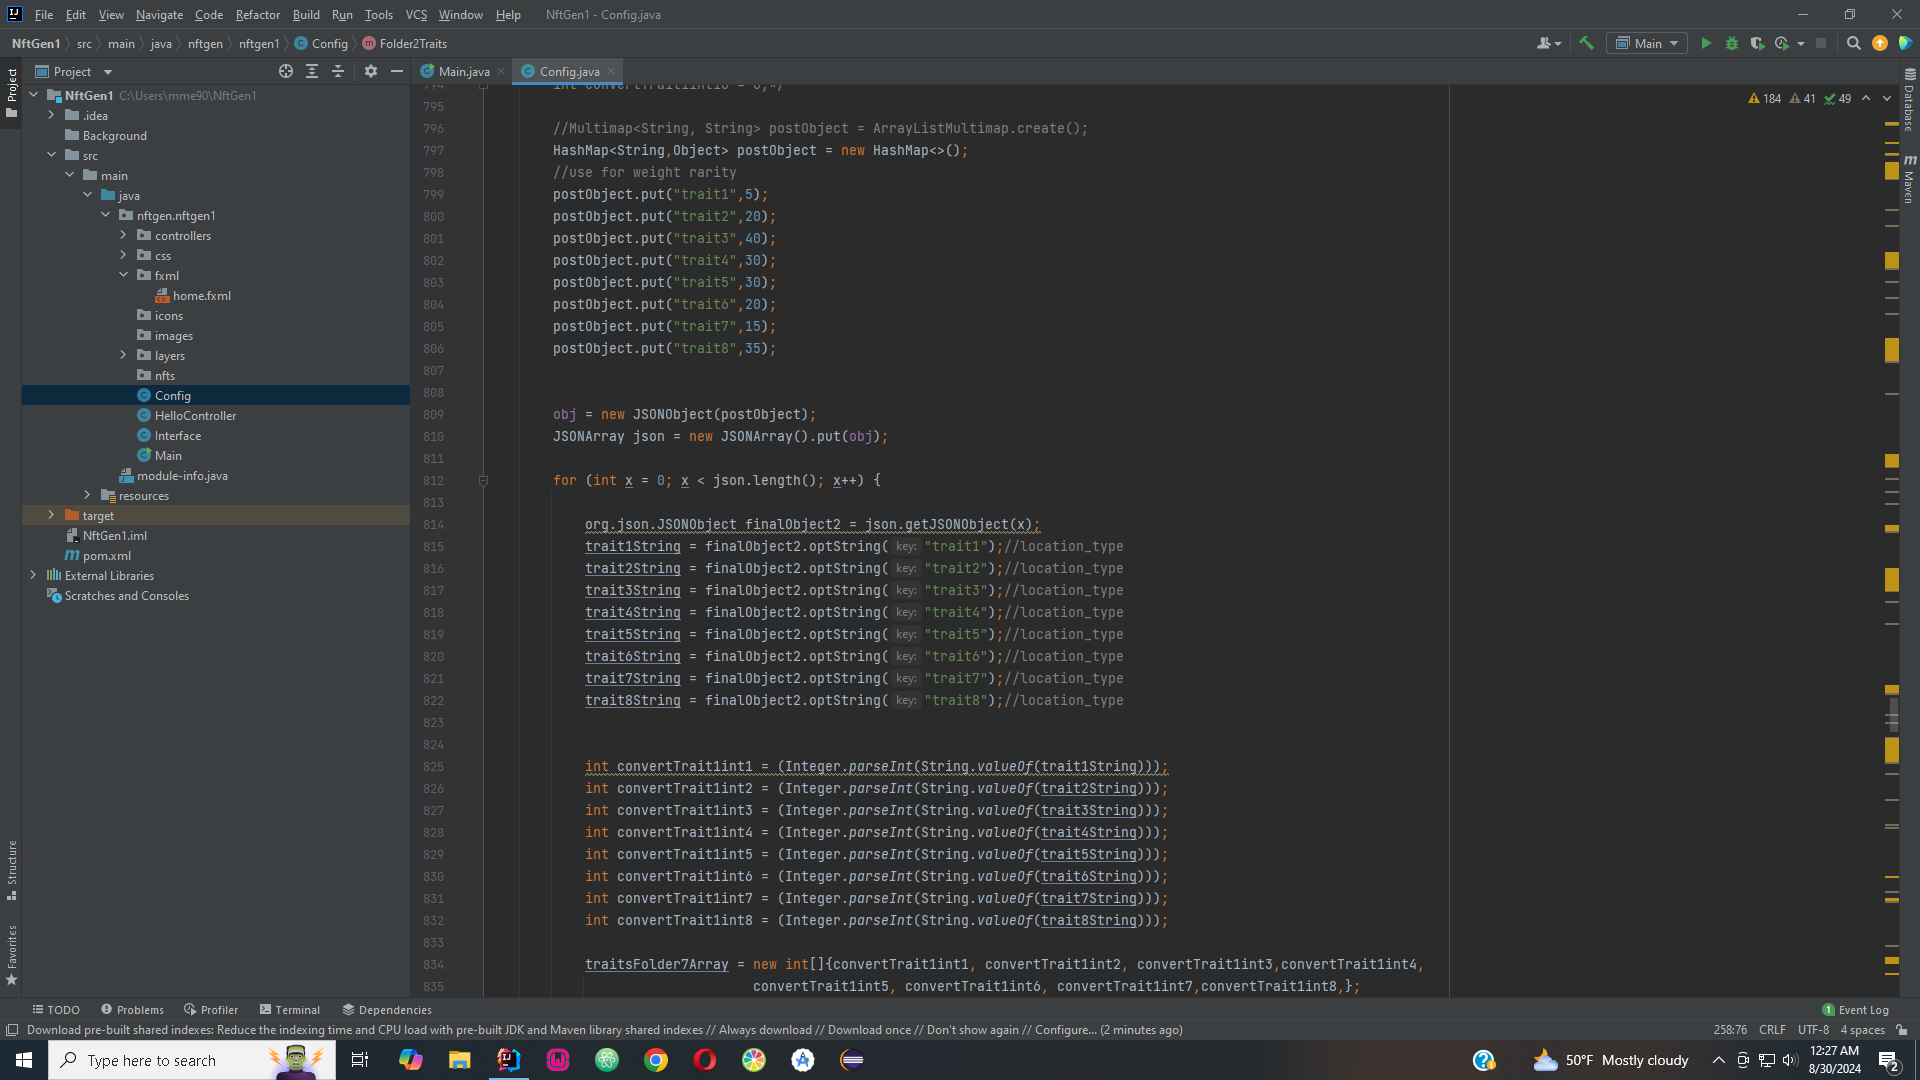 File Edit View Navigate Code Refactor Build Run Tools VCS Window Help NftGen1 - Config.java
NftGen1 src main java nftgen nftgen1 Config Folder2Traits
Main
Project
Main.java
Config.java
NftGen1 C:\Users\mme90\NftGen1
.idea
Background
src
main
java
nftgen.nftgen1
controllers
css
fxml
home.fxml
icons
images
layers
nfts
Config
HelloController
Interface
Main
module-info.java
resources
target
NftGen1.iml
pom.xml
External Libraries
Scratches and Consoles
Project
Structure
Favorites
184 41 49
795
796 //Multimap<String, String> postObject = ArrayListMultimap.create();
797 HashMap<String,Object> postObject = new HashMap<>();
798 //use for weight rarity
799 postObject.put("trait1",5);
800 postObject.put("trait2",20);
801 postObject.put("trait3",40);
802 postObject.put("trait4",30);
803 postObject.put("trait5",30);
804 postObject.put("trait6",20);
805 postObject.put("trait7",15);
806 postObject.put("trait8",35);
807
808
809 obj = new JSONObject(postObject);
810 JSONArray json = new JSONArray().put(obj);
811
812 for (int x = 0; x < json.length(); x++) {
813
814 org.json.JSONObject finalObject2 = json.getJSONObject(x);
815 trait1String = finalObject2.optString( key: "trait1");//location_type
816 trait2String = finalObject2.optString( key: "trait2");//location_type
817 trait3String = finalObject2.optString( key: "trait3");//location_type
818 trait4String = finalObject2.optString( key: "trait4");//location_type
819 trait5String = finalObject2.optString( key: "trait5");//location_type
820 trait6String = finalObject2.optString( key: "trait6");//location_type
821 trait7String = finalObject2.optString( key: "trait7");//location_type
822 trait8String = finalObject2.optString( key: "trait8");//location_type
823
824
825 int convertTrait1int1 = (Integer.parseInt(String.valueOf(trait1String)));
826 int convertTrait1int2 = (Integer.parseInt(String.valueOf(trait2String)));
827 int convertTrait1int3 = (Integer.parseInt(String.valueOf(trait3String)));
828 int convertTrait1int4 = (Integer.parseInt(String.valueOf(trait4String)));
829 int convertTrait1int5 = (Integer.parseInt(String.valueOf(trait5String)));
830 int convertTrait1int6 = (Integer.parseInt(String.valueOf(trait6String)));
831 int convertTrait1int7 = (Integer.parseInt(String.valueOf(trait7String)));
832 int convertTrait1int8 = (Integer.parseInt(String.valueOf(trait8String)));
833
834 traitsFolder7Array = new int[]{convertTrait1int1, convertTrait1int2, convertTrait1int3,convertTrait1int4,
835 convertTrait1int5, convertTrait1int6, convertTrait1int7,convertTrait1int8,};
Database
Maven
TODO Problems Profiler Terminal Dependencies 1 Event Log
Download pre-built shared indexes: Reduce the indexing time and CPU load with pre-built JDK and Maven library shared indexes // Always download // Download once // Don't show again // Configure... (2 minutes ago) 258:76 CRLF UTF-8 4 spaces
Type here to search
50°F Mostly cloudy
12:27 AM
8/30/2024
2